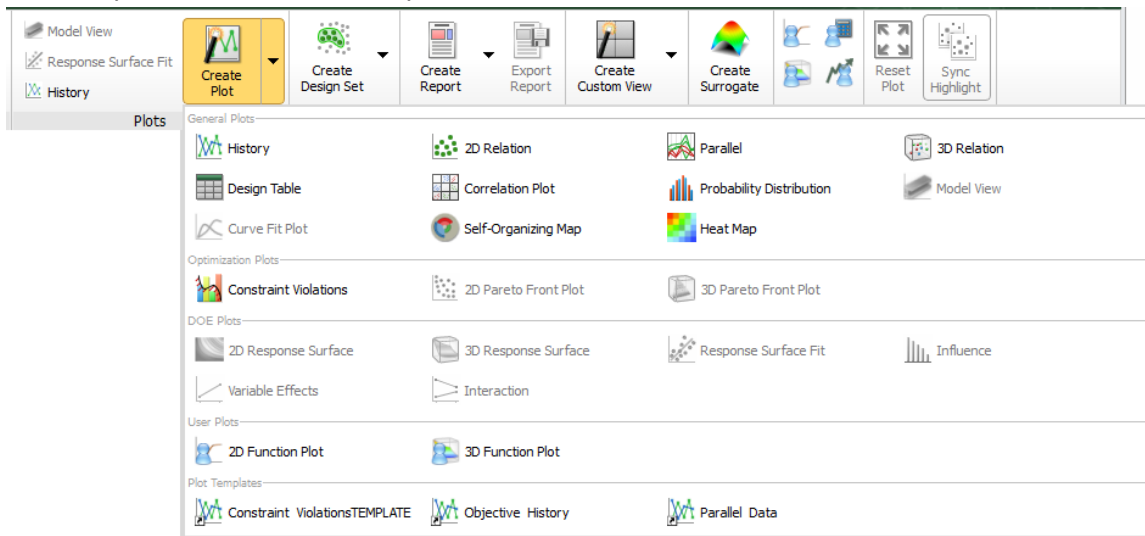 Model View
Response Surface Fit
History
Plots
Create Plot
Create Design Set
Create Report
Export Report
Create Custom View
Create Surrogate
Reset Plot
Sync Highlight
General Plots
History 2D Relation Parallel 3D Relation
Design Table Correlation Plot Probability Distribution Model View
Curve Fit Plot Self-Organizing Map Heat Map
Optimization Plots
Constraint Violations 2D Pareto Front Plot 3D Pareto Front Plot
DOE Plots
2D Response Surface 3D Response Surface Response Surface Fit Influence
Variable Effects Interaction
User Plots
2D Function Plot 3D Function Plot
Plot Templates
Constraint ViolationsTEMPLATE Objective History Parallel Data